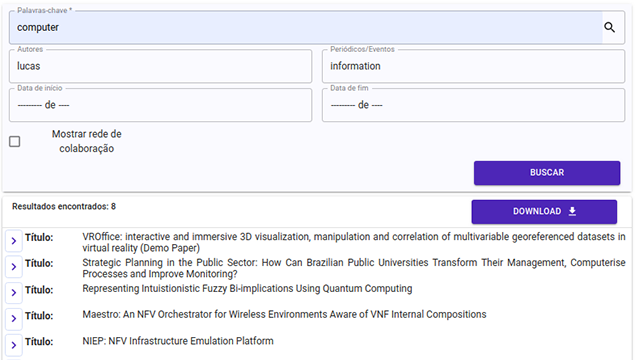 Palavras-chave *
computer
Autores
Periódicos/Eventos
lucas
information
Data de início
Data de fim
--------- de ----
--------- de ----
Mostrar rede de
colaboração
BUSCAR
Resultados encontrados: 8
DOWNLOAD
Título: VROffice: interactive and immersive 3D visualization, manipulation and correlation of multivariable georeferenced datasets in
virtual reality (Demo Paper)
Título: Strategic Planning in the Public Sector: How Can Brazilian Public Universities Transform Their Management, Computerise
Processes and Improve Monitoring?
Título: Representing Intuistionistic Fuzzy Bi-implications Using Quantum Computing
Título: Maestro: An NFV Orchestrator for Wireless Environments Aware of VNF Internal Compositions
Título: NIEP: NFV Infrastructure Emulation Platform